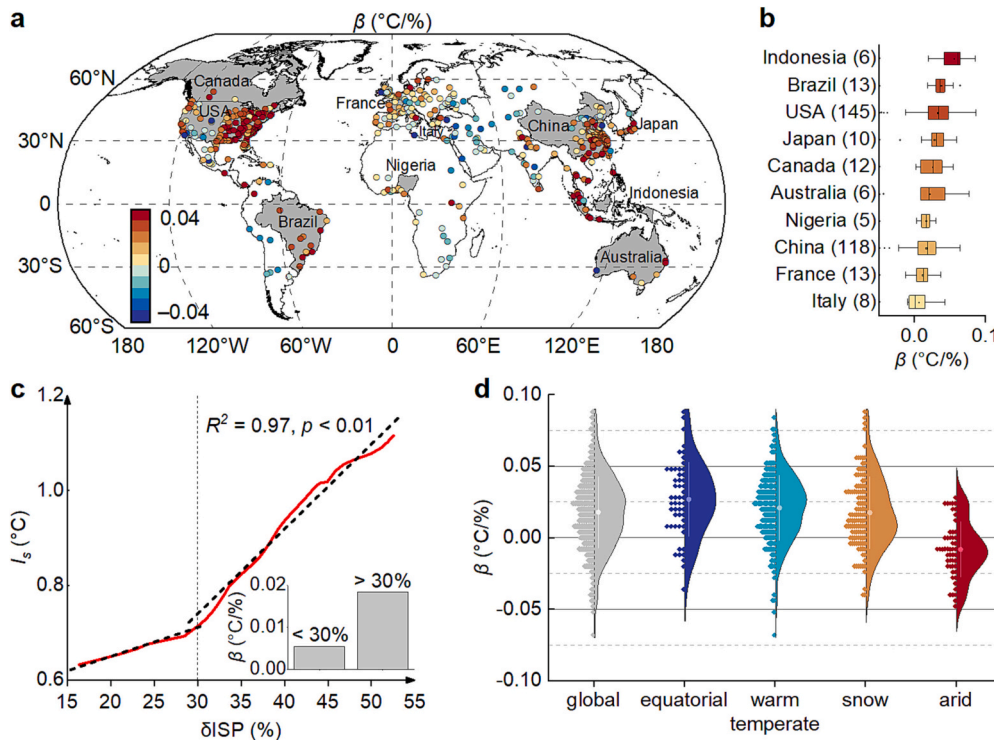 a
β (°C/%)
60°N
30°N
0
30°S
60°S
Canada
USA
France
Italy
Nigeria
China
Japan
Indonesia
Brazil
Australia
0.04
0
−0.04
180 120°W 60°W 0 60°E 120°E 180
b
Indonesia (6)
Brazil (13)
USA (145)
Japan (10)
Canada (12)
Australia (6)
Nigeria (5)
China (118)
France (13)
Italy (8)
0.0 0.1
β (°C/%)
c
R² = 0.97, p < 0.01
1.2
1.0
0.8
0.6
Iₛ (°C)
15 20 25 30 35 40 45 50 55
δISP (%)
0.02
0.01
0.00
β (°C/%)
< 30%
> 30%
d
0.10
0.05
0.00
−0.05
−0.10
β (°C/%)
global equatorial warm snow arid
temperate